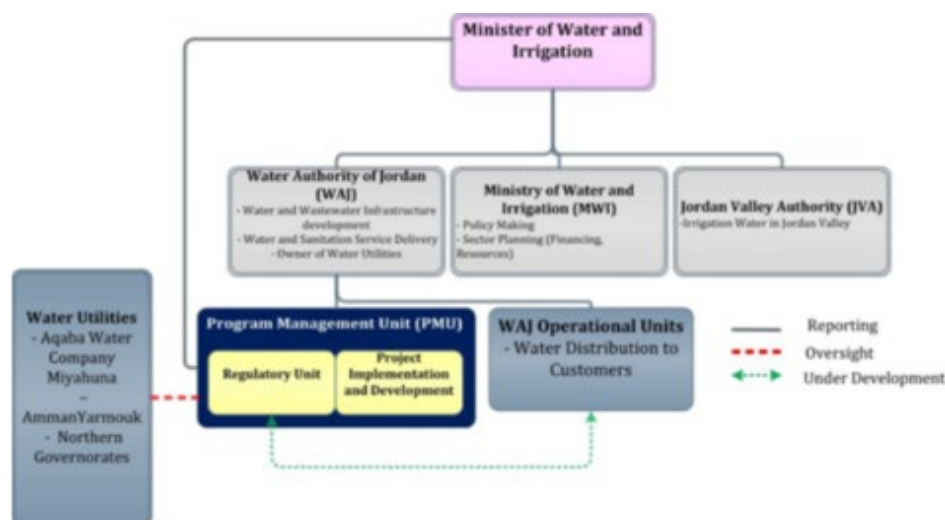 Minister of Water and
Irrigation
Water Authority of Jordan
(WAJ)
- Water and Wastewater Infrastructure
development
- Water and Sanitation Service Delivery
- Owner of Water Utilities
Ministry of Water and
Irrigation (MWI)
- Policy Making
- Sector Planning (Financing,
Resources)
Jordan Valley Authority (JVA)
-Irrigation Water in Jordan Valley
Water Utilities
- Aqaba Water
Company
Miyahuna
–
AmmanYarmouk
- Northern
Governorates
Program Management Unit (PMU)
Regulatory Unit
Project
Implementation
and Development
WAJ Operational Units
- Water Distribution to
Customers
Reporting
Oversight
Under Development